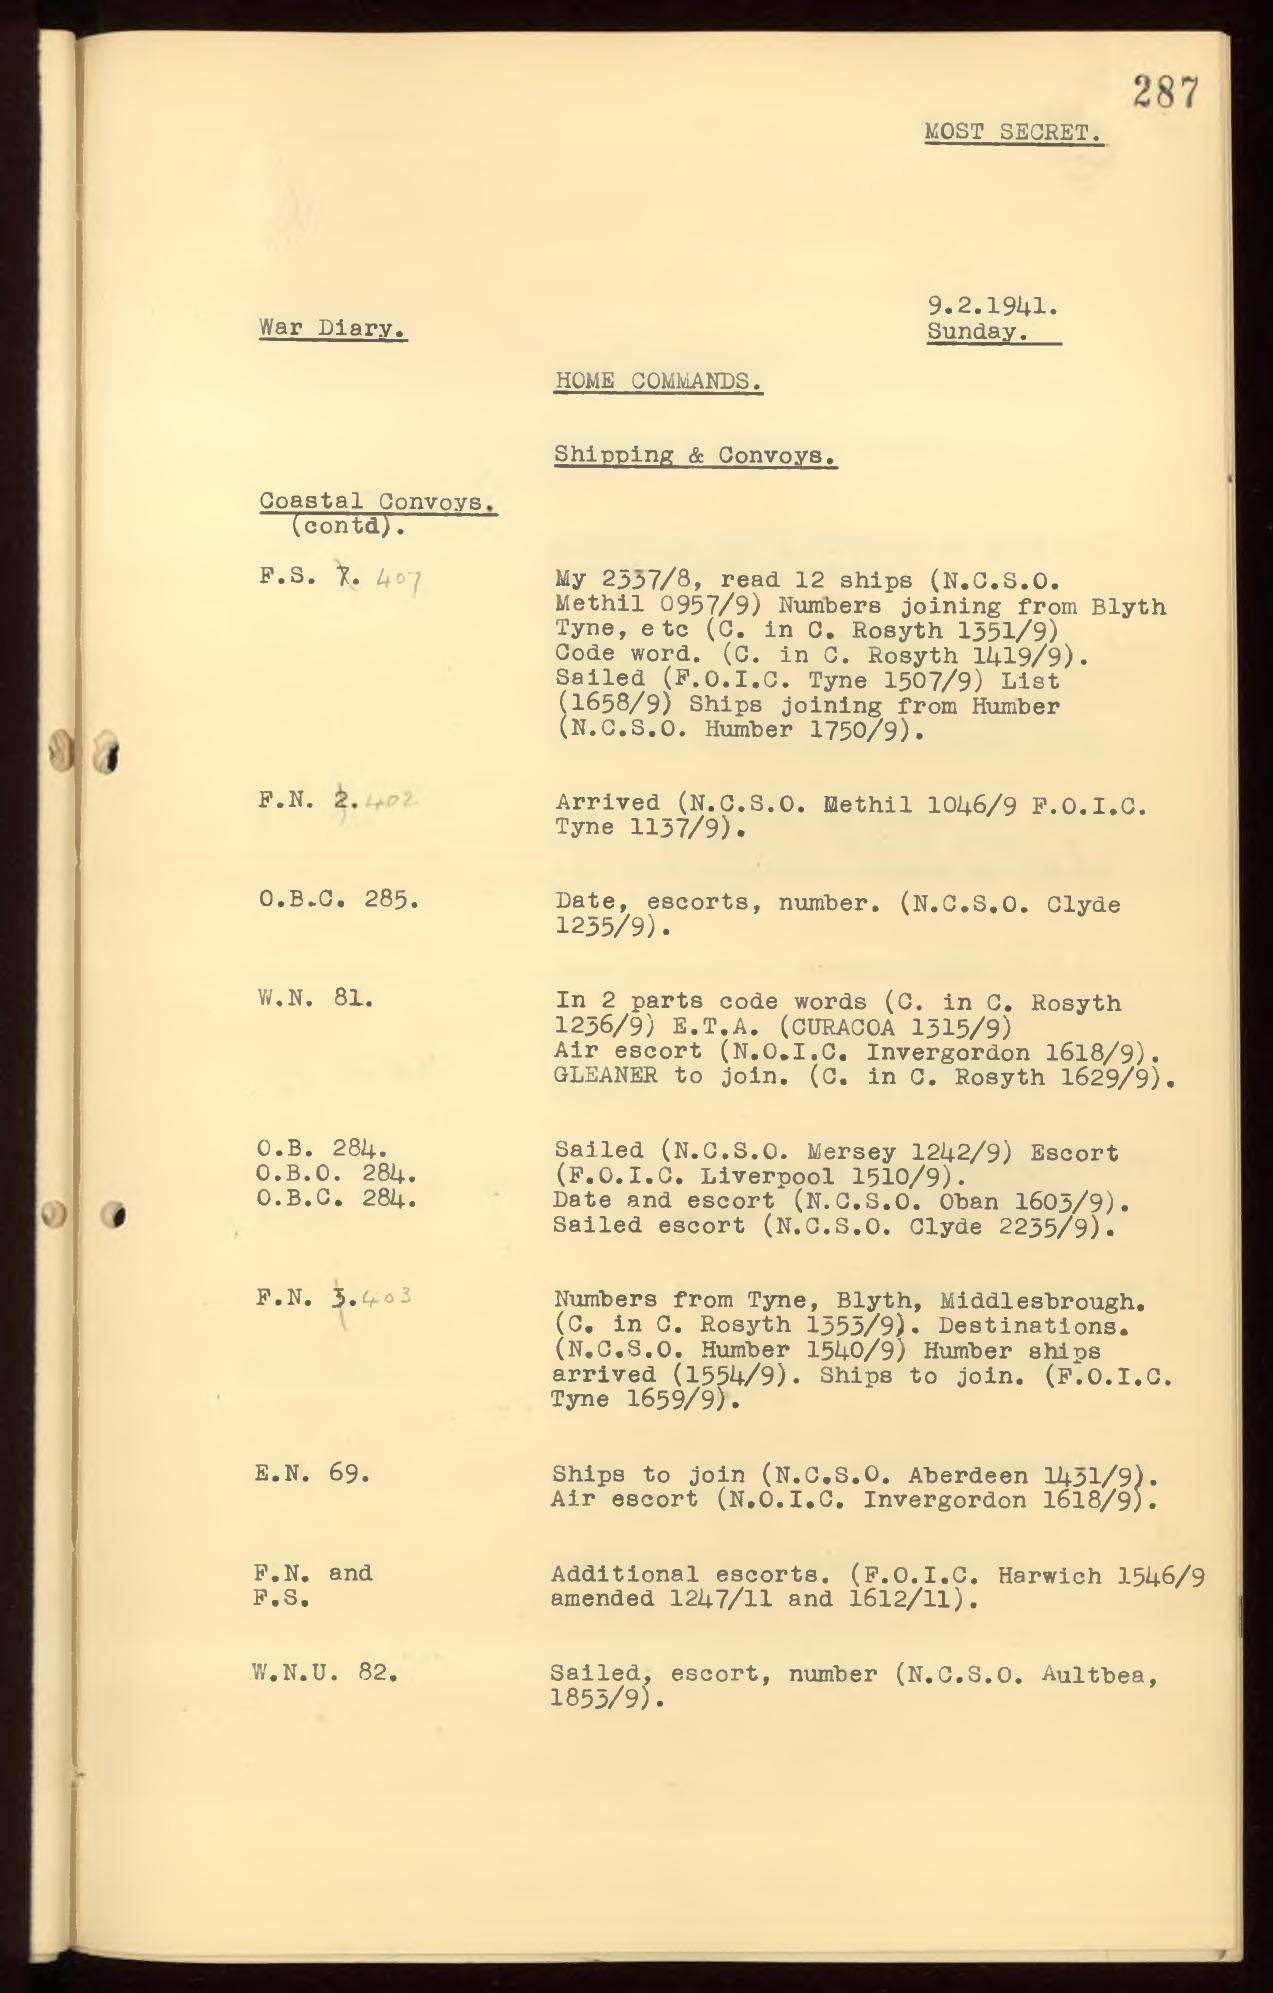 287
MOST SECRET.
9.2.1941.
War Diary.
Sunday.
HOME COMMANDS.
Shipping & Convoys.
Coastal Convoys.
(contd).
F.S. 7. 407
My 2337/8, read 12 ships (N.C.S.O.
Methil 0957/9) Numbers joining from Blyth
Tyne, etc (C. in C. Rosyth 1351/9)
Code word. (C. in C. Rosyth 1419/9).
Sailed (F.O.I.C. Tyne 1507/9) List
(1658/9) Ships joining from Humber
(N.C.S.O. Humber 1750/9).
F.N. 2. 402
Arrived (N.C.S.O. Methil 1046/9 F.O.I.C.
Tyne 1137/9).
O.B.C. 285.
Date, escorts, number. (N.C.S.O. Clyde
1235/9).
W.N. 81.
In 2 parts code words (C. in C. Rosyth
1236/9) E.T.A. (CURACOA 1315/9)
Air escort (N.O.I.C. Invergordon 1618/9).
GLEANER to join. (C. in C. Rosyth 1629/9).
O.B. 284.
O.B.O. 284.
O.B.C. 284.
Sailed (N.C.S.O. Mersey 1242/9) Escort
(F.O.I.C. Liverpool 1510/9).
Date and escort (N.C.S.O. Oban 1603/9).
Sailed escort (N.C.S.O. Clyde 2235/9).
F.N. 3. 403
Numbers from Tyne, Blyth, Middlesbrough.
(C. in C. Rosyth 1353/9). Destinations.
(N.C.S.O. Humber 1540/9) Humber ships
arrived (1554/9). Ships to join. (F.O.I.C.
Tyne 1659/9).
E.N. 69.
Ships to join (N.C.S.O. Aberdeen 1431/9).
Air escort (N.O.I.C. Invergordon 1618/9).
F.N. and
F.S.
Additional escorts. (F.O.I.C. Harwich 1546/9
amended 1247/11 and 1612/11).
W.N.U. 82.
Sailed, escort, number (N.C.S.O. Aultbea,
1853/9).